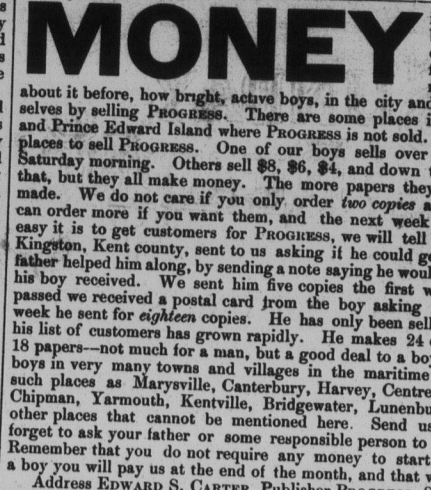 MONEY
about it before, how bright, active boys, in the city and
selves by selling PROGRESS. There are some places i
and Prince Edward Island where PROGRESS is not sold.
places to sell PROGRESS. One of our boys sells over
Saturday morning. Others sell $8, $6, $4, and down
that, but they all make money. The more papers they
made. We do not care if you only order two copies a
can order more if you want them, and the next week
easy it is to get customers for PROGRESS, we will tell
Kingston, Kent county, sent to us asking if he could g
father helped him along, by sending a note saying he wou
his boy received. We sent him five copies the first w
passed we received a postal card from the boy asking
week he sent for eighteen copies. He has only been sel
his list of customers has grown rapidly. He makes 24
18 papers—not much for a man, but a good deal to a bo
boys in very many towns and villages in the maritime
such places as Marysville, Canterbury, Harvey, Centre
Chipman, Yarmouth, Kentville, Bridgewater, Lunenbu
other places that cannot be mentioned here. Send us
forget to ask your father or some responsible person to
Remember that you do not require any money to start
a boy you will pay us at the end of the month, and that
Address EDWARD S. CARTER, Publisher